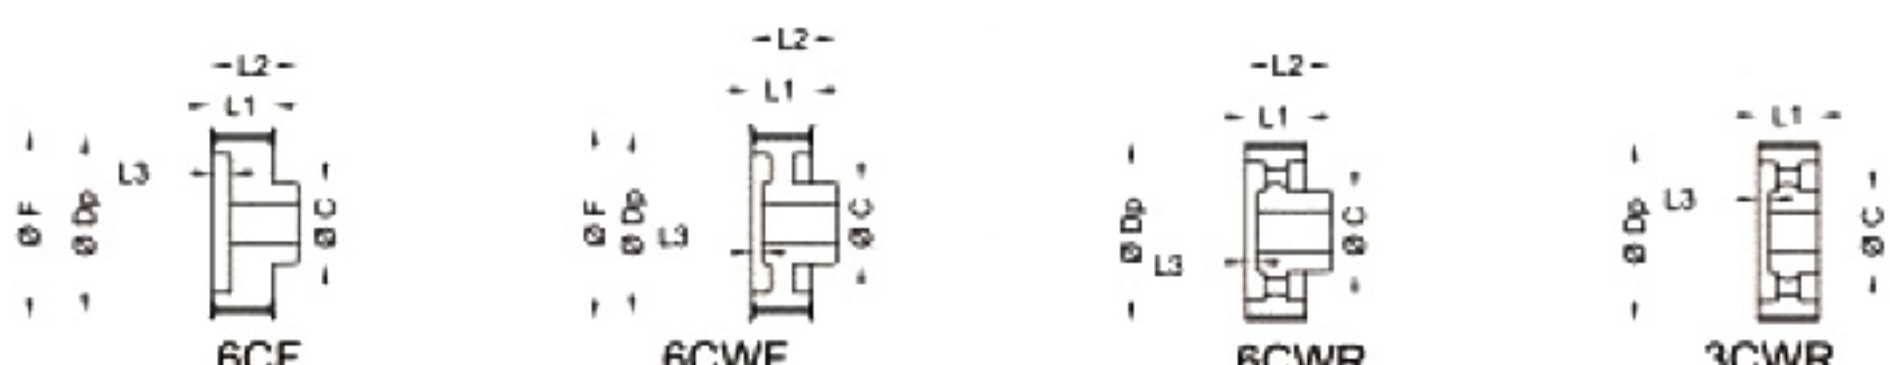 L2
L1
L3
Ø F
Ø Dp
Ø C
6CF
L2
L1
Ø F
Ø Dp
L3
Ø C
6CWF
L2
L1
Ø Dp
L3
Ø C
6CWR
L1
Ø Dp
L3
Ø C
3CWR